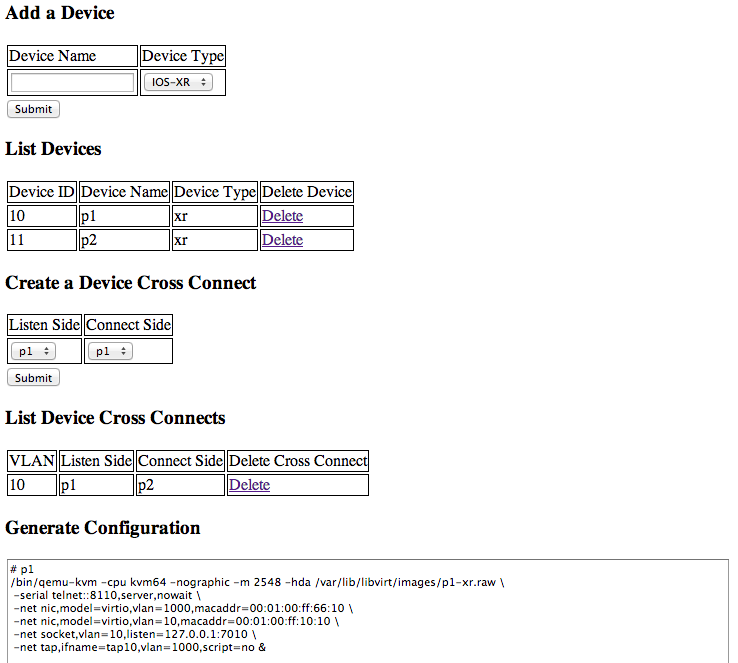 Add a Device
Device Name Device Type
IOS-XR
Submit
List Devices
Device ID Device Name Device Type Delete Device
10 p1 xr Delete
11 p2 xr Delete
Create a Device Cross Connect
Listen Side Connect Side
p1 p1
Submit
List Device Cross Connects
VLAN Listen Side Connect Side Delete Cross Connect
10 p1 p2 Delete
Generate Configuration
# p1
/bin/qemu-kvm -cpu kvm64 -nographic -m 2548 -hda /var/lib/libvirt/images/p1-xr.raw \
-serial telnet::8110,server,nowait \
-net nic,model=virtio,vlan=1000,macaddr=00:01:00:ff:66:10 \
-net nic,model=virtio,vlan=10,macaddr=00:01:00:ff:10:10 \
-net socket,vlan=10,listen=127.0.0.1:7010 \
-net tap,ifname=tap10,vlan=1000,script=no &